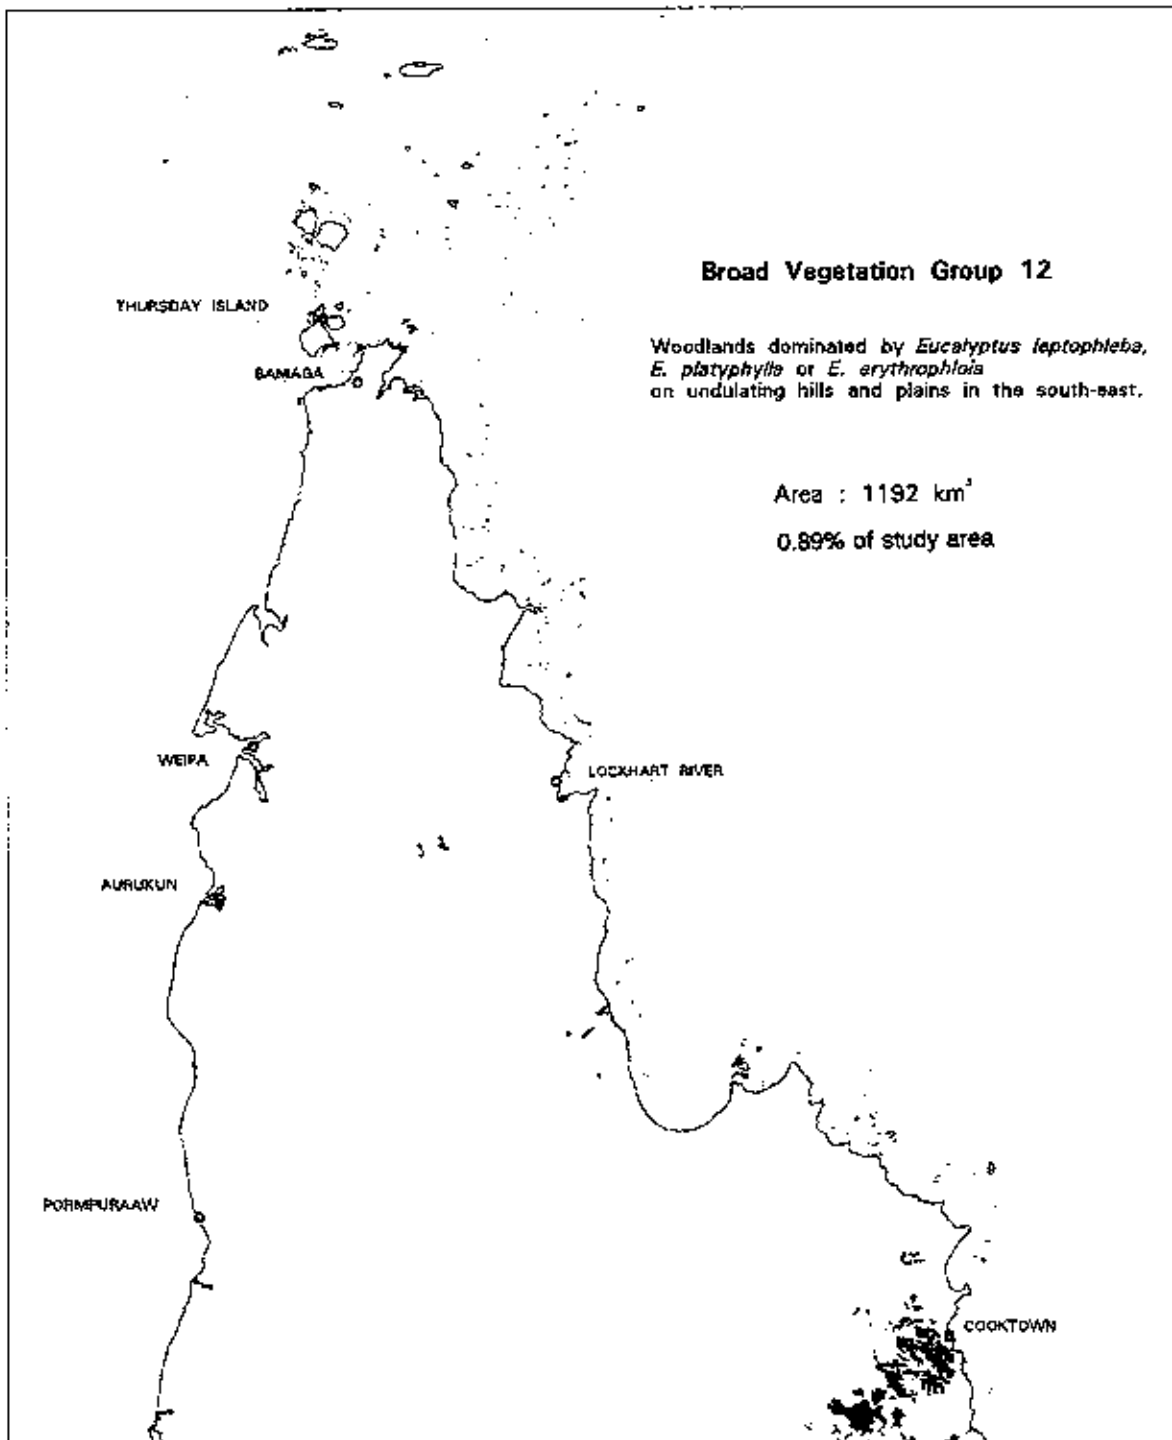 Broad Vegetation Group 12
THURSDAY ISLAND
Woodlands dominated by Eucalyptus leptophleba,
E. platyphylla or E. erythrophloia
on undulating hills and plains in the south-east.
BAMAGA
Area : 1192 km²
0.89% of study area
WEIPA
LOCKHART RIVER
AURUKUN
PORMPURAAW
COOKTOWN